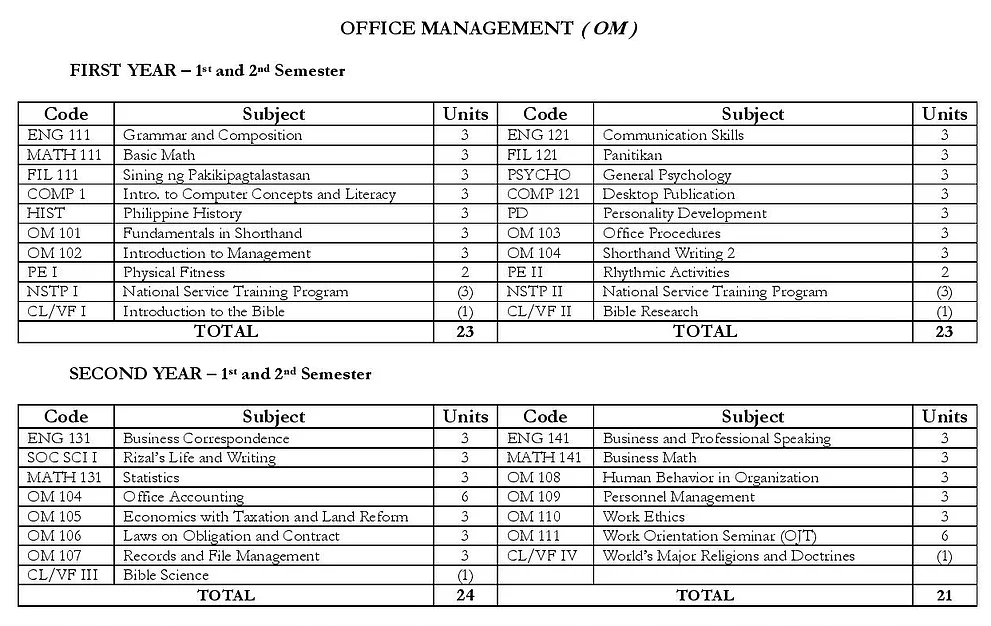 OFFICE MANAGEMENT ( OM )
FIRST YEAR – 1st and 2nd Semester
Code Subject Units Code Subject Units
ENG 111 Grammar and Composition 3 ENG 121 Communication Skills 3
MATH 111 Basic Math 3 FIL 121 Panitikan 3
FIL 111 Sining ng Pakikipagtalastasan 3 PSYCHO General Psychology 3
COMP 1 Intro. to Computer Concepts and Literacy 3 COMP 121 Desktop Publication 3
HIST Philippine History 3 PD Personality Development 3
OM 101 Fundamentals in Shorthand 3 OM 103 Office Procedures 3
OM 102 Introduction to Management 3 OM 104 Shorthand Writing 2 3
PE I Physical Fitness 2 PE II Rhythmic Activities 2
NSTP I National Service Training Program (3) NSTP II National Service Training Program (3)
CL/VF I Introduction to the Bible (1) CL/VF II Bible Research (1)
TOTAL 23 TOTAL 23
SECOND YEAR – 1st and 2nd Semester
Code Subject Units Code Subject Units
ENG 131 Business Correspondence 3 ENG 141 Business and Professional Speaking 3
SOC SCI I Rizal's Life and Writing 3 MATH 141 Business Math 3
MATH 131 Statistics 3 OM 108 Human Behavior in Organization 3
OM 104 Office Accounting 6 OM 109 Personnel Management 3
OM 105 Economics with Taxation and Land Reform 3 OM 110 Work Ethics 3
OM 106 Laws on Obligation and Contract 3 OM 111 Work Orientation Seminar (OJT) 6
OM 107 Records and File Management 3 CL/VF IV World's Major Religions and Doctrines (1)
CL/VF III Bible Science (1)
TOTAL 24 TOTAL 21